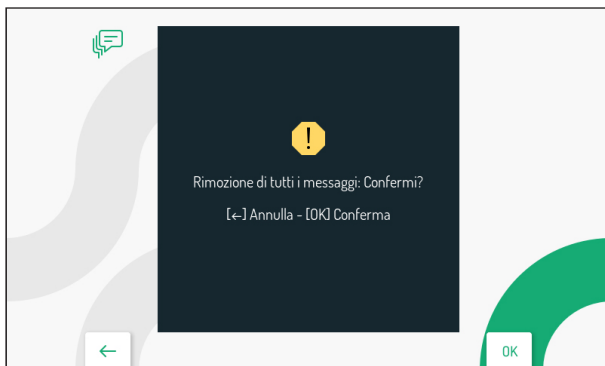 !
Rimozione di tutti i messaggi: Confermi?
[←] Annulla - [OK] Conferma
← OK